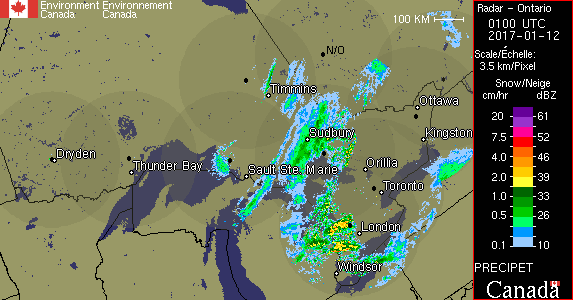 Environment Environnement
Canada Canada
100 KM
N/O
Timmins
Ottawa
Sudbury
Kingston
Dryden
Thunder Bay
Sault Ste. Marie
Orillia
Toronto
London
Windsor
Radar - Ontario
0100 UTC
2017-01-12
Scale/Échelle:
3.5 km/Pixel
Snow/Neige
cm/hr dBZ
20 61
7.5 52
4.0 46
2.0 39
1.0 33
0.5 26
0.1 10
PRECIPET
Canada